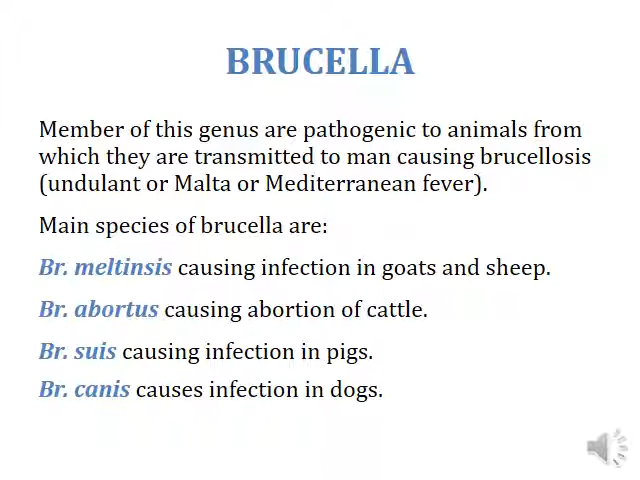 BRUCELLA
Member of this genus are pathogenic to animals from
which they are transmitted to man causing brucellosis
(undulant or Malta or Mediterranean fever).
Main species of brucella are:
Br. meltinsis causing infection in goats and sheep.
Br. abortus causing abortion of cattle.
Br. suis causing infection in pigs.
Br. canis causes infection in dogs.